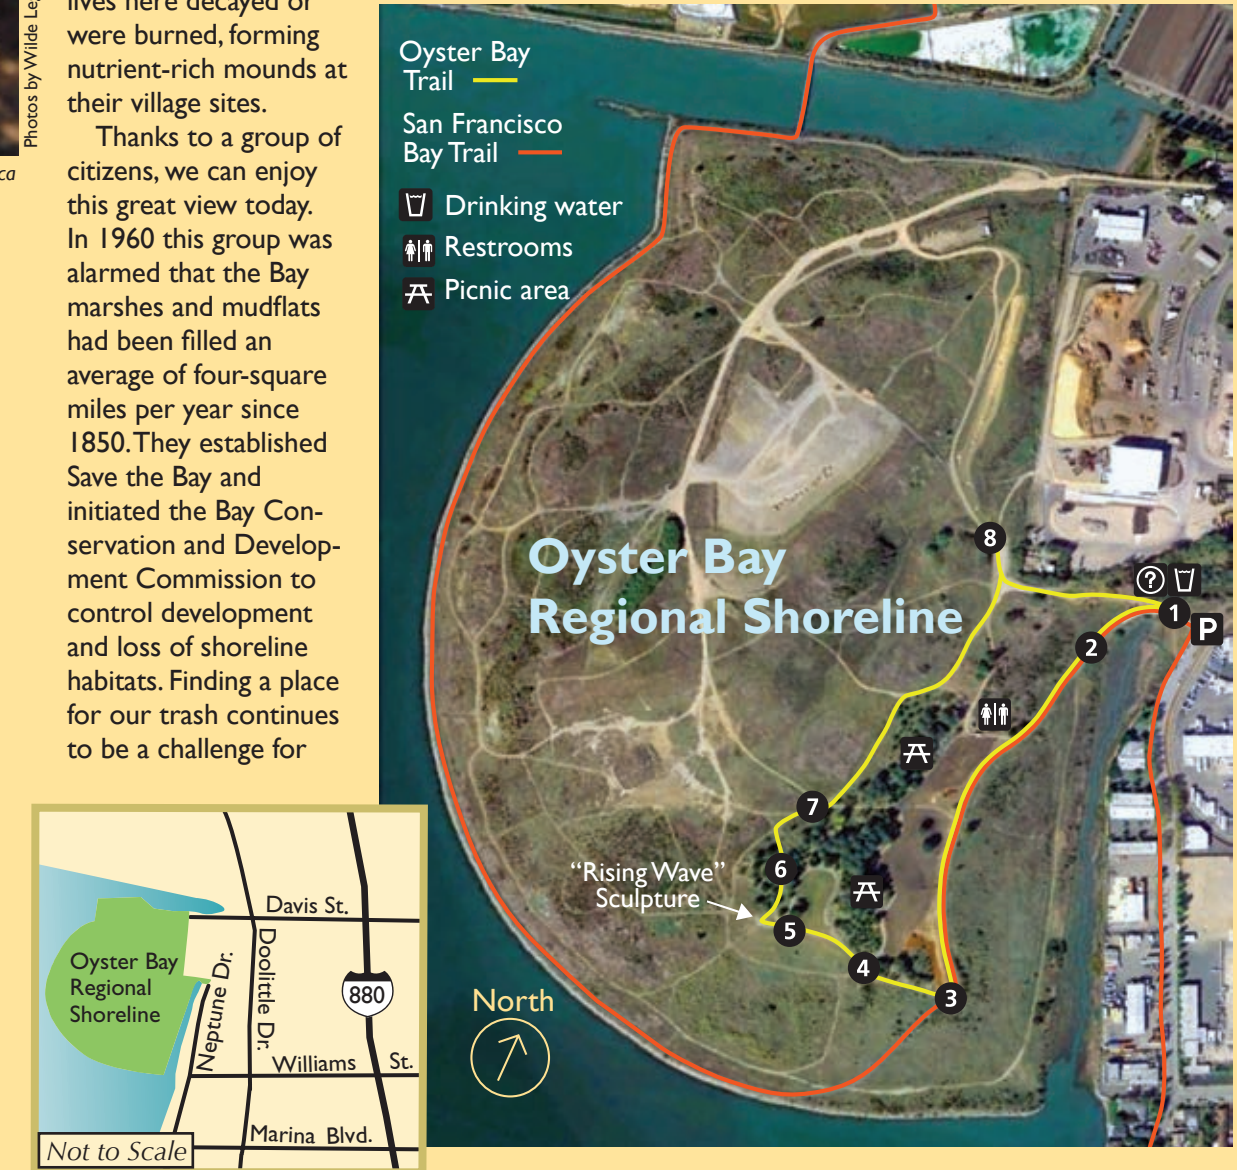 lives here decayed or
were burned, forming
nutrient-rich mounds at
their village sites.
Thanks to a group of
citizens, we can enjoy
this great view today.
In 1960 this group was
alarmed that the Bay
marshes and mudflats
had been filled an
average of four-square
miles per year since
1850. They established
Save the Bay and
initiated the Bay Con-
servation and Develop-
ment Commission to
control development
and loss of shoreline
habitats. Finding a place
for our trash continues
to be a challenge for
Photos by Wilde
ca
Oyster Bay
Trail
San Francisco
Bay Trail
Drinking water
Restrooms
Picnic area
Oyster Bay
Regional Shoreline
8
?
1
P
2
7
6
"Rising Wave"
Sculpture
5
4
3
North
Davis St.
Oyster Bay
Regional
Shoreline
Neptune Dr.
Doolittle Dr.
880
Williams St.
Marina Blvd.
Not to Scale